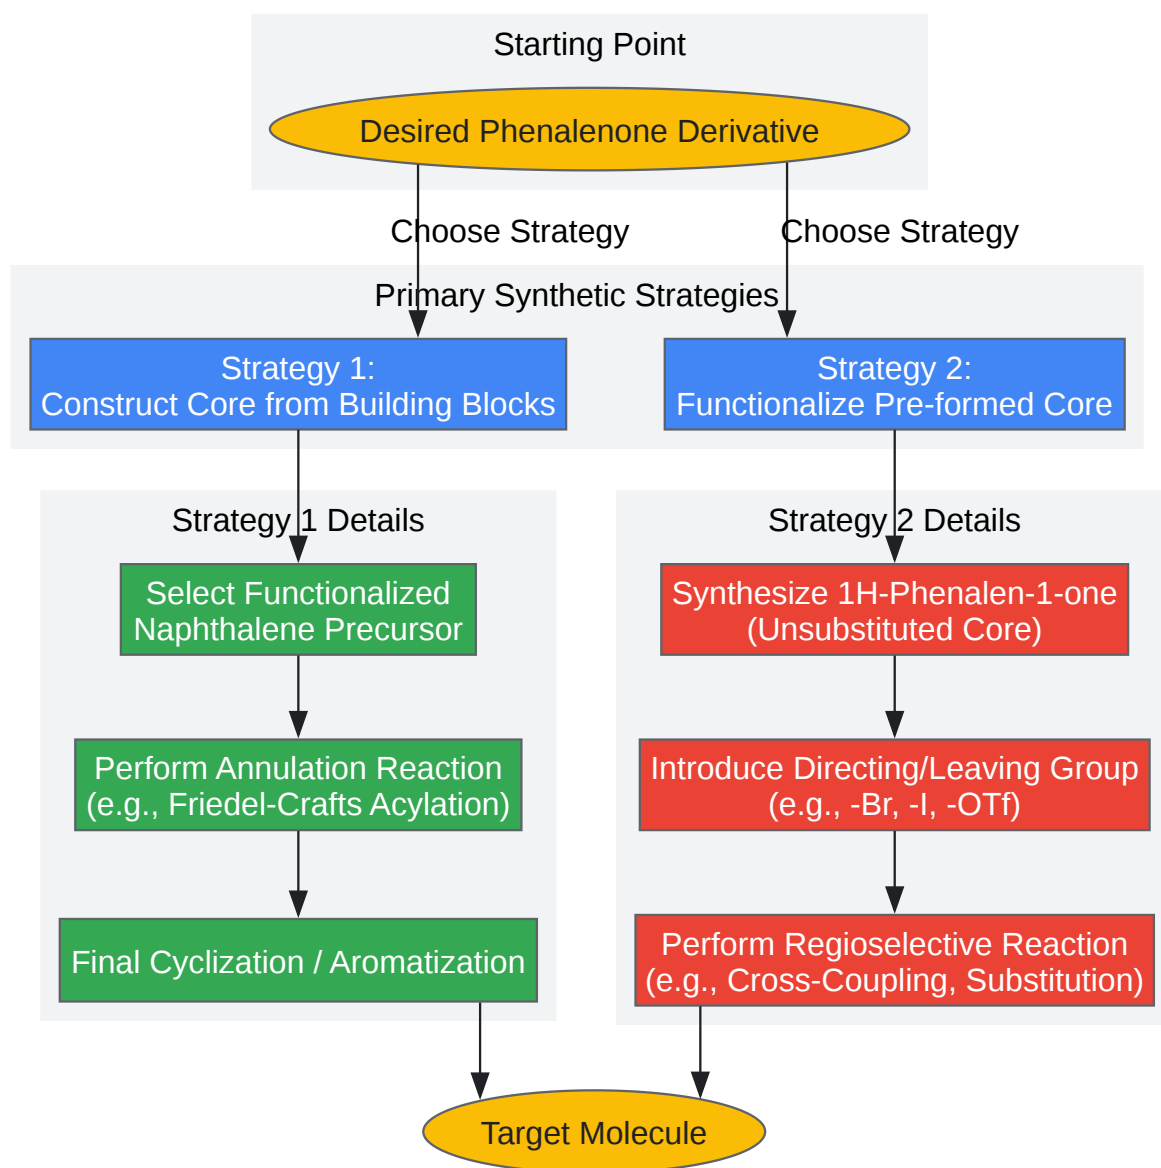 Starting Point
Desired Phenalenone Derivative
Choose Strategy
Choose Strategy
Primary Synthetic Strategies
Strategy 1:
Construct Core from Building Blocks
Strategy 2:
Functionalize Pre-formed Core
Strategy 1 Details
Select Functionalized
Naphthalene Precursor
Perform Annulation Reaction
(e.g., Friedel-Crafts Acylation)
Final Cyclization / Aromatization
Strategy 2 Details
Synthesize 1H-Phenalen-1-one
(Unsubstituted Core)
Introduce Directing/Leaving Group
(e.g., -Br, -I, -OTf)
Perform Regioselective Reaction
(e.g., Cross-Coupling, Substitution)
Target Molecule